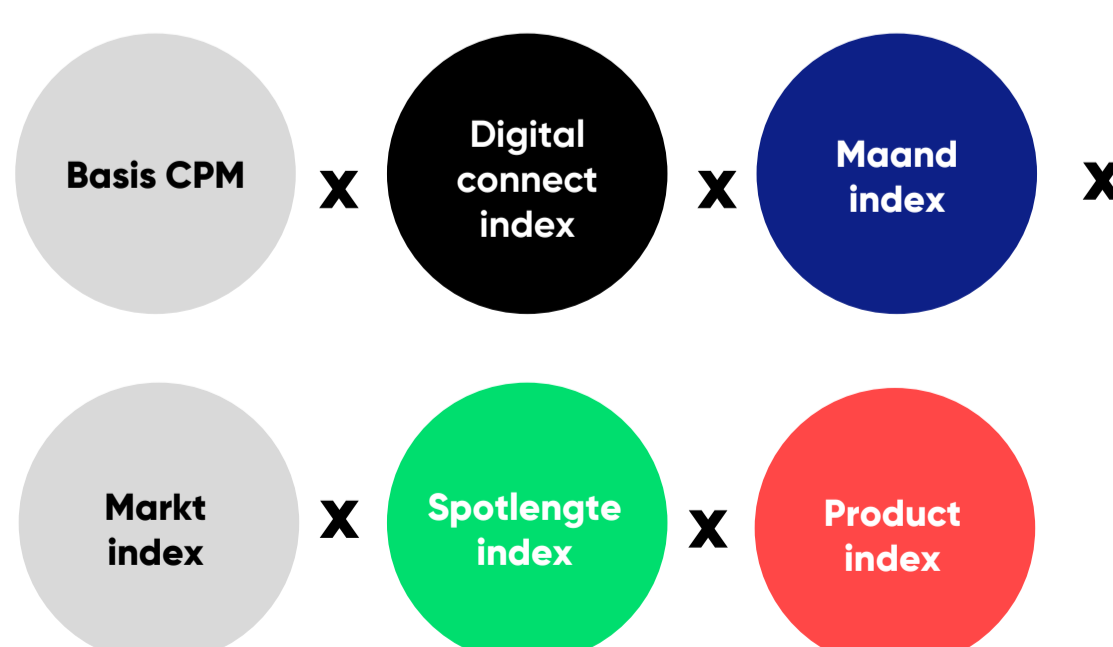 Basis CPM
x
Digital
connect
index
x
Maand
index
x
Markt
index
x
Spotlengte
index
x
Product
index